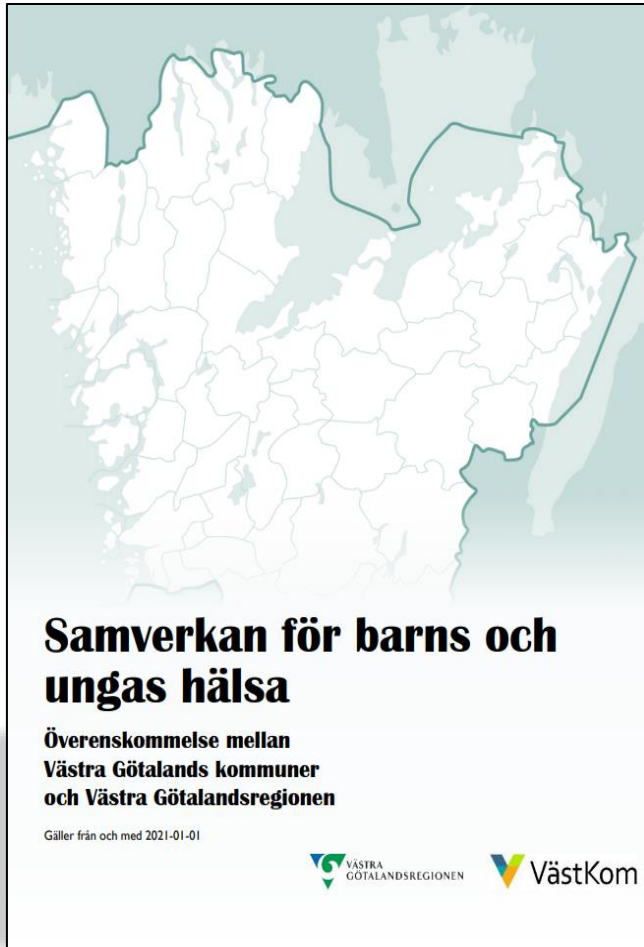 Samverkan för barns och
ungas hälsa
Överenskommelse mellan
Västra Götalands kommuner
och Västra Götalandsregionen
Gäller från och med 2021-01-01
VÄSTRA
GÖTALANDSREGIONEN
VästKom